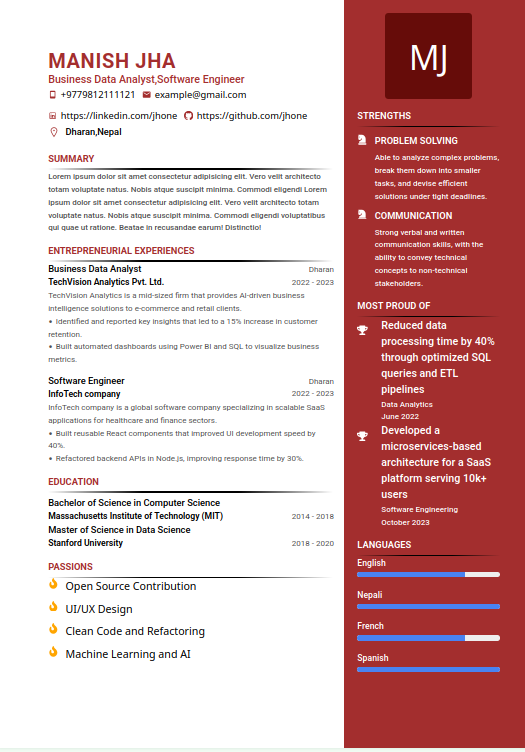 MANISH JHA
Business Data Analyst,Software Engineer
+9779812111121 example@gmail.com
https://linkedin.com/jhone https://github.com/jhone
Dharan,Nepal
SUMMARY
Lorem ipsum dolor sit amet consectetur adipisicing elit. Vero velit architecto
totam voluptate natus. Nobis atque suscipit minima. Commodi eligendi Lorem
ipsum dolor sit amet consectetur adipisicing elit. Vero velit architecto totam
voluptate natus. Nobis atque suscipit minima. Commodi eligendi voluptatibus
qui quae ut ratione. Beatae in recusandae earum! Distinctio!
ENTREPRENEURIAL EXPERIENCES
Business Data Analyst Dharan
TechVision Analytics Pvt. Ltd. 2022 - 2023
TechVision Analytics is a mid-sized firm that provides AI-driven business
intelligence solutions to e-commerce and retail clients.
• Identified and reported key insights that led to a 15% increase in customer
retention.
• Built automated dashboards using Power BI and SQL to visualize business
metrics.
Software Engineer Dharan
InfoTech company 2022 - 2023
InfoTech company is a global software company specializing in scalable SaaS
applications for healthcare and finance sectors.
• Built reusable React components that improved UI development speed by
40%.
• Refactored backend APIs in Node.js, improving response time by 30%.
EDUCATION
Bachelor of Science in Computer Science
Massachusetts Institute of Technology (MIT) 2014 - 2018
Master of Science in Data Science
Stanford University 2018 - 2020
PASSIONS
Open Source Contribution
UI/UX Design
Clean Code and Refactoring
Machine Learning and AI
MJ
STRENGTHS
PROBLEM SOLVING
Able to analyze complex problems,
break them down into smaller
tasks, and devise efficient
solutions under tight deadlines.
COMMUNICATION
Strong verbal and written
communication skills, with the
ability to convey technical
concepts to non-technical
stakeholders.
MOST PROUD OF
Reduced data
processing time by 40%
through optimized SQL
queries and ETL
pipelines
Data Analytics
June 2022
Developed a
microservices-based
architecture for a SaaS
platform serving 10k+
users
Software Engineering
October 2023
LANGUAGES
English
Nepali
French
Spanish